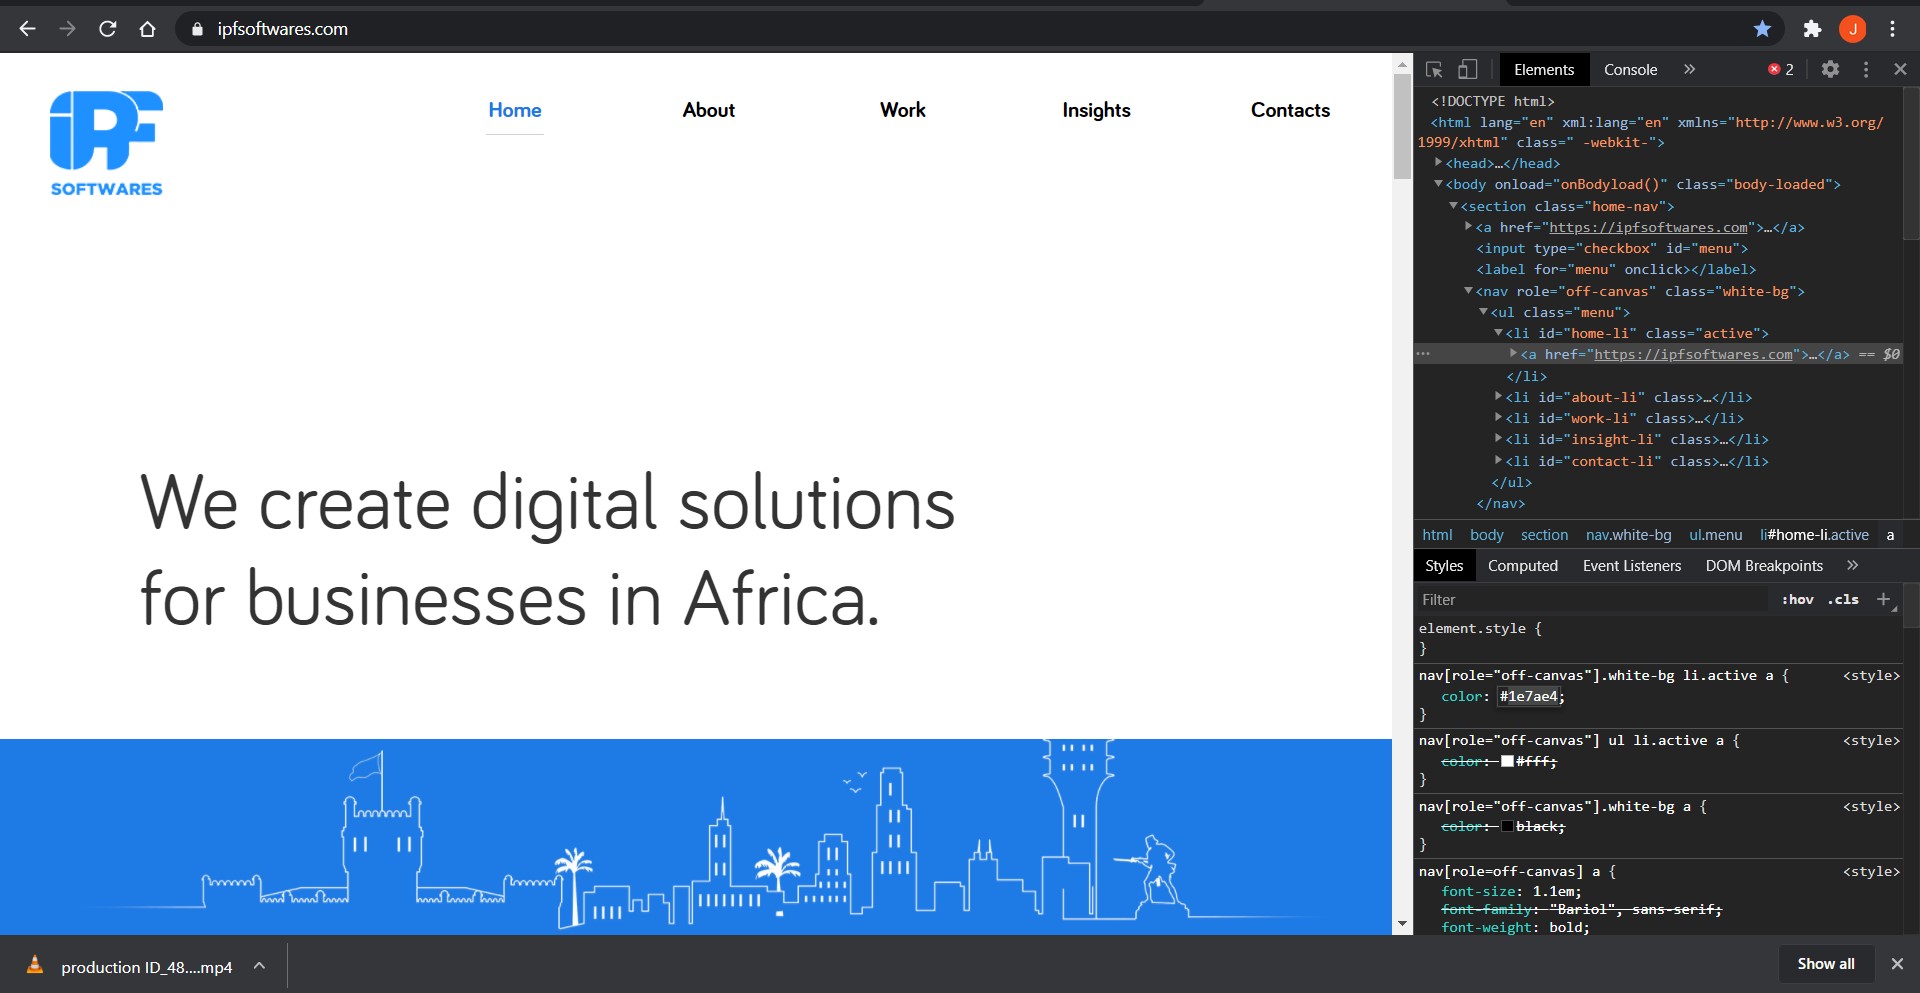 ipfsoftwares.com
J
iPF
SOFTWARES
Home About Work Insights Contacts
We create digital solutions
for businesses in Africa.
Elements Console » 2
<!DOCTYPE html>
<html lang="en" xml:lang="en" xmlns="http://www.w3.org/
1999/xhtml" class=" -webkit-">
<head>…</head>
<body onload="onBodyload()" class="body-loaded">
<section class="home-nav">
<a href="https://ipfsoftwares.com">…</a>
<input type="checkbox" id="menu">
<label for="menu" onclick></label>
<nav role="off-canvas" class="white-bg">
<ul class="menu">
<li id="home-li" class="active">
<a href="https://ipfsoftwares.com">…</a> == $0
</li>
<li id="about-li" class>…</li>
<li id="work-li" class>…</li>
<li id="insight-li" class>…</li>
<li id="contact-li" class>…</li>
</ul>
</nav>
html body section nav.white-bg ul.menu li#home-li.active a
Styles Computed Event Listeners DOM Breakpoints »
Filter :hov .cls +
element.style {
}
nav[role="off-canvas"].white-bg li.active a { <style>
color: #1e7ae4;
}
nav[role="off-canvas"] ul li.active a { <style>
color: #fff;
}
nav[role="off-canvas"].white-bg a { <style>
color: black;
}
nav[role=off-canvas] a { <style>
font-size: 1.1em;
font-family: "Bariol", sans-serif;
font-weight: bold;
production ID_48....mp4
Show all